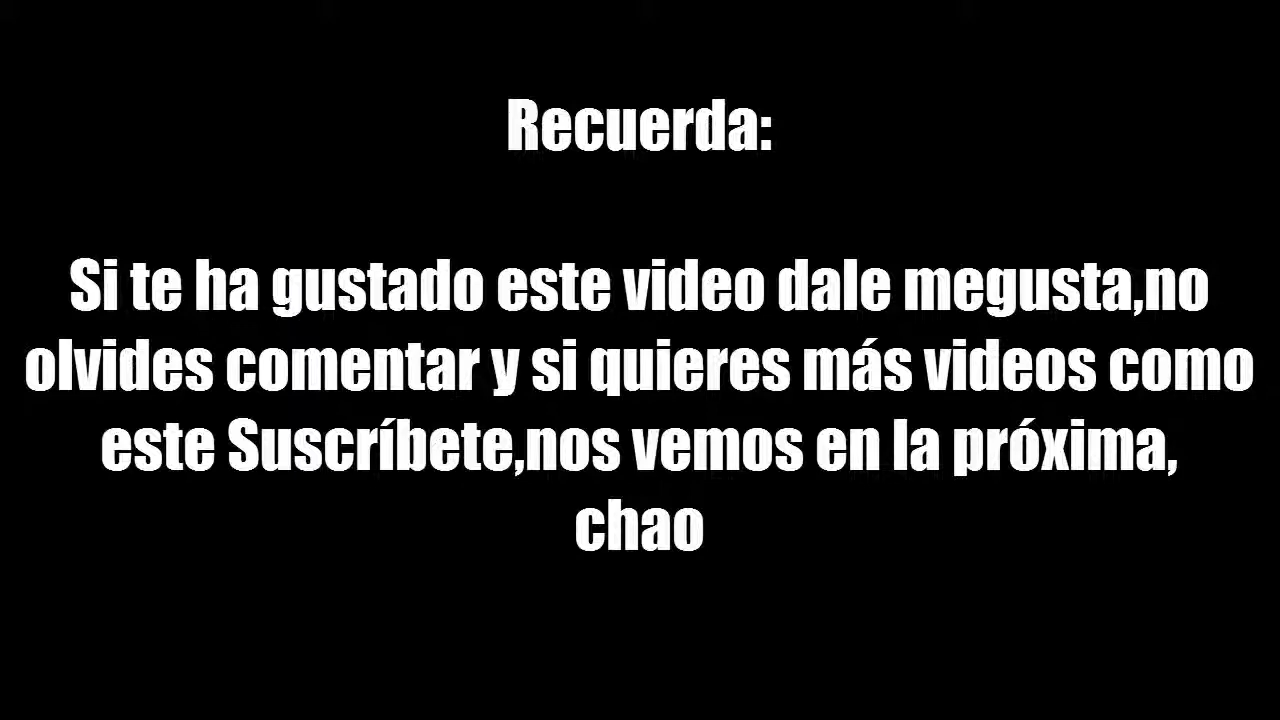 Recuerda:
Si te ha gustado este video dale megusta,no
olvides comentar y si quieres más videos como
este Suscríbete,nos vemos en la próxima,
chao